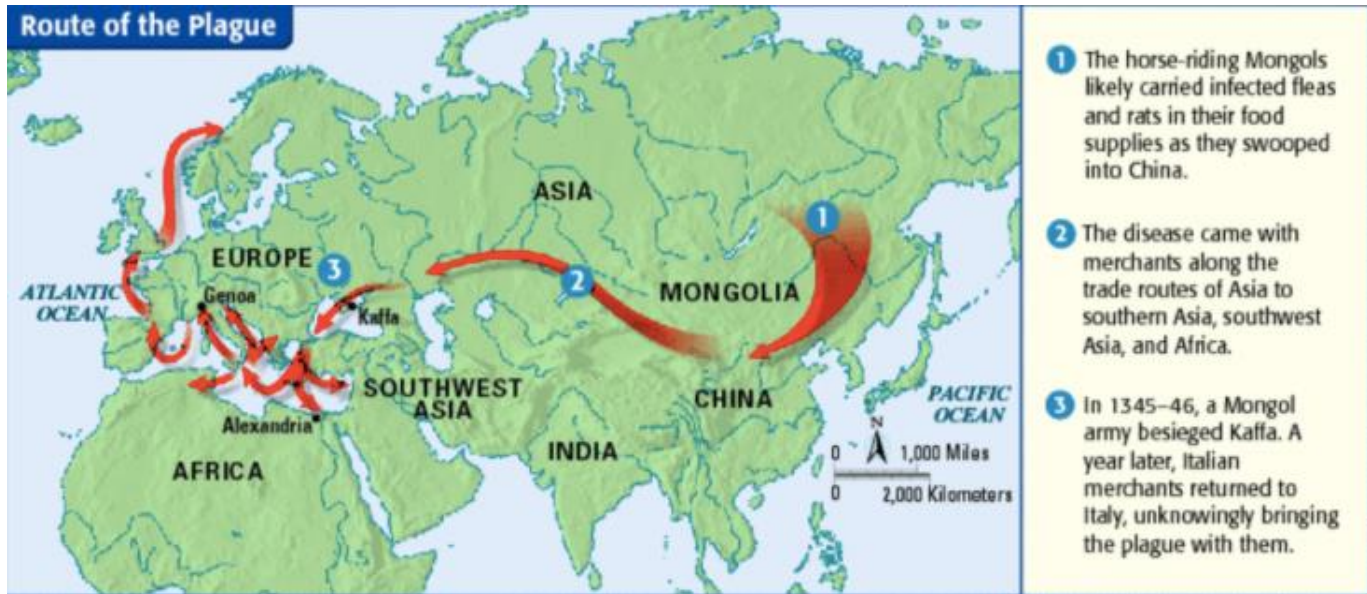 Route of the Plague
ASIA
1
EUROPE
3
2
MONGOLIA
ATLANTIC
OCEAN
Genoa
Kaffa
SOUTHWEST
ASIA
CHINA
PACIFIC
OCEAN
Alexandria
INDIA
AFRICA
N
0 1,000 Miles
0 2,000 Kilometers
1 The horse-riding Mongols
likely carried infected fleas
and rats in their food
supplies as they swooped
into China.
2 The disease came with
merchants along the
trade routes of Asia to
southern Asia, southwest
Asia, and Africa.
3 In 1345–46, a Mongol
army besieged Kaffa. A
year later, Italian
merchants returned to
Italy, unknowingly bringing
the plague with them.